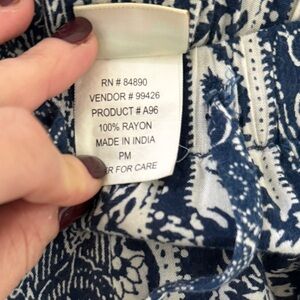 RN # 84890
VENDOR # 99426
PRODUCT # A96
100% RAYON
MADE IN INDIA
PM
FOR CARE